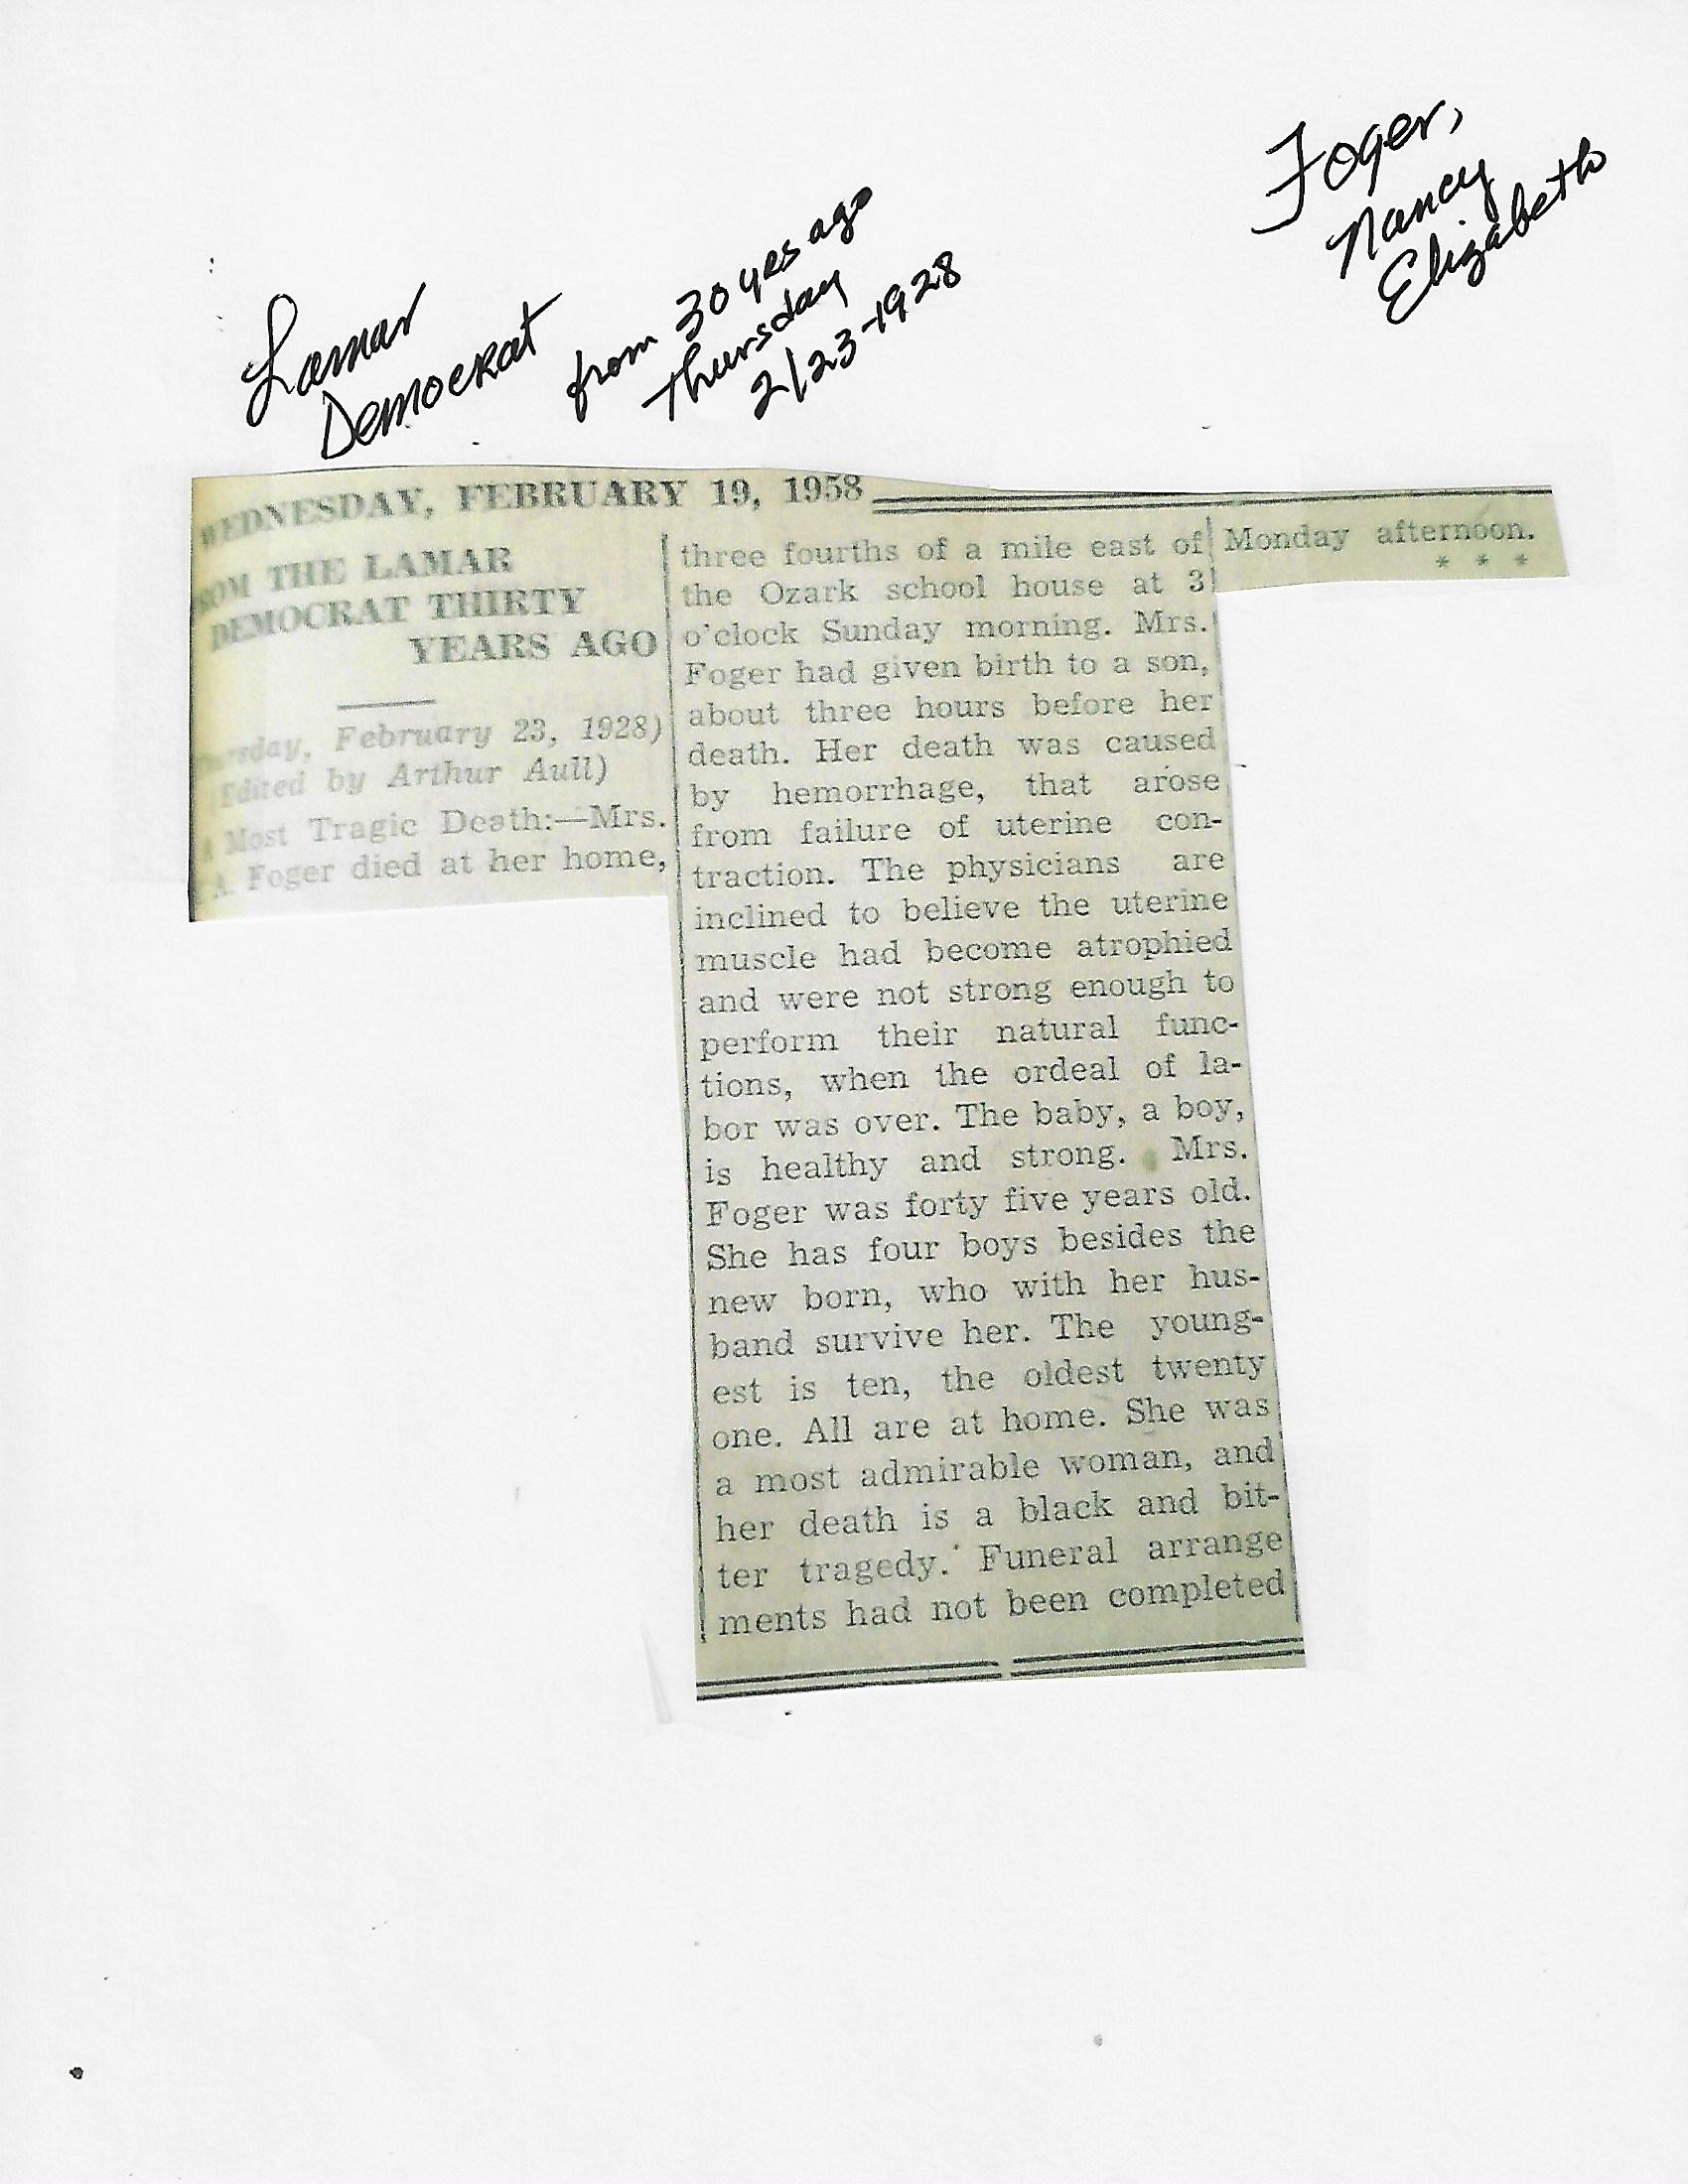 Foger,
Nancy
Elizabeth
Lamar
Democrat
from 30 yrs ago
Thursday
2/23-1928
WEDNESDAY, FEBRUARY 19, 1958
ROM THE LAMAR
DEMOCRAT THIRTY
YEARS AGO
ursday, February 23, 1928)
(Edited by Arthur Aull)
A Most Tragic Death:—Mrs.
A. Foger died at her home,
three fourths of a mile east of
the Ozark school house at 3
o'clock Sunday morning. Mrs.
Foger had given birth to a son,
about three hours before her
death. Her death was caused
by hemorrhage, that arose
from failure of uterine con-
traction. The physicians are
inclined to believe the uterine
muscle had become atrophied
and were not strong enough to
perform their natural func-
tions, when the ordeal of la-
bor was over. The baby, a boy,
is healthy and strong. Mrs.
Foger was forty five years old.
She has four boys besides the
new born, who with her hus-
band survive her. The young-
est is ten, the oldest twenty
one. All are at home. She was
a most admirable woman, and
her death is a black and bit-
ter tragedy. Funeral arrange
ments had not been completed
Monday afternoon.
* * *